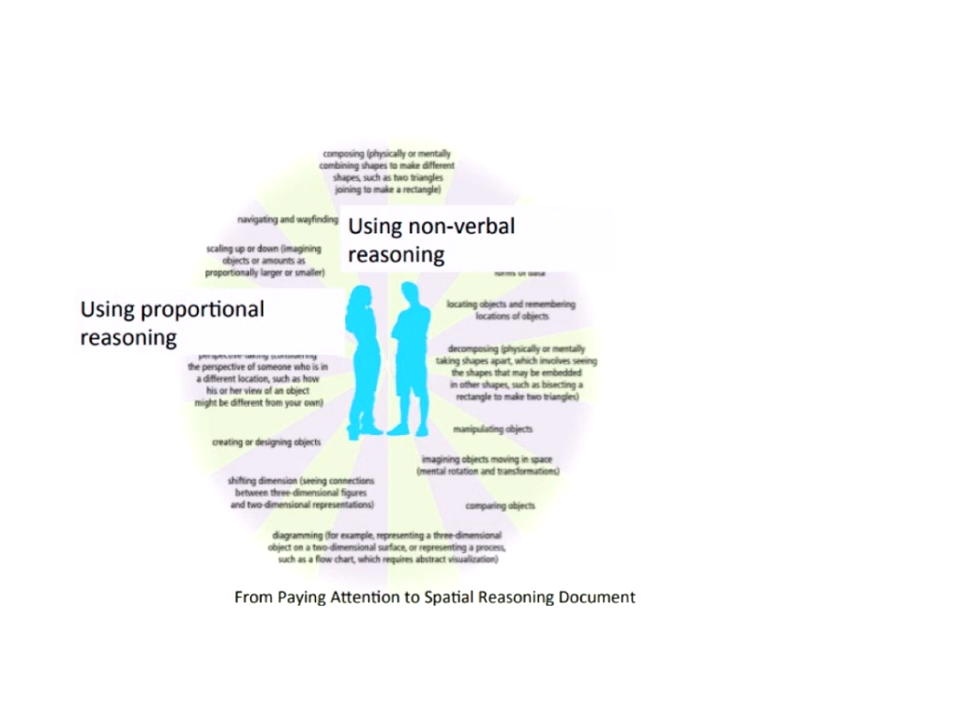 composing (physically or mentally
combining shapes to make different
shapes, such as two triangles
joining to make a rectangle)
navigating and wayfinding
Using non-verbal
reasoning
scaling up or down (imagining
objects or amounts as
proportionally larger or smaller)
forms of data
Using proportional
reasoning
locating objects and remembering
locations of objects
perspective-taking (considering
the perspective of someone who is in
a different location, such as how
his or her view of an object
might be different from your own)
decomposing (physically or mentally
taking shapes apart, which involves seeing
the shapes that may be embedded
in other shapes, such as bisecting a
rectangle to make two triangles)
manipulating objects
creating or designing objects
imagining objects moving in space
(mental rotation and transformations)
shifting dimension (seeing connections
between three-dimensional figures
and two-dimensional representations)
comparing objects
diagramming (for example, representing a three-dimensional
object on a two-dimensional surface, or representing a process,
such as a flow chart, which requires abstract visualization)
From Paying Attention to Spatial Reasoning Document